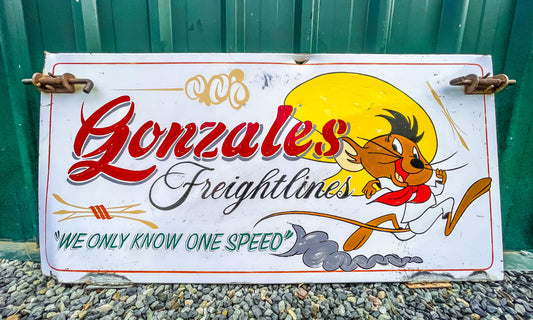 Gonzales
Freightlines
"WE ONLY KNOW ONE SPEED"